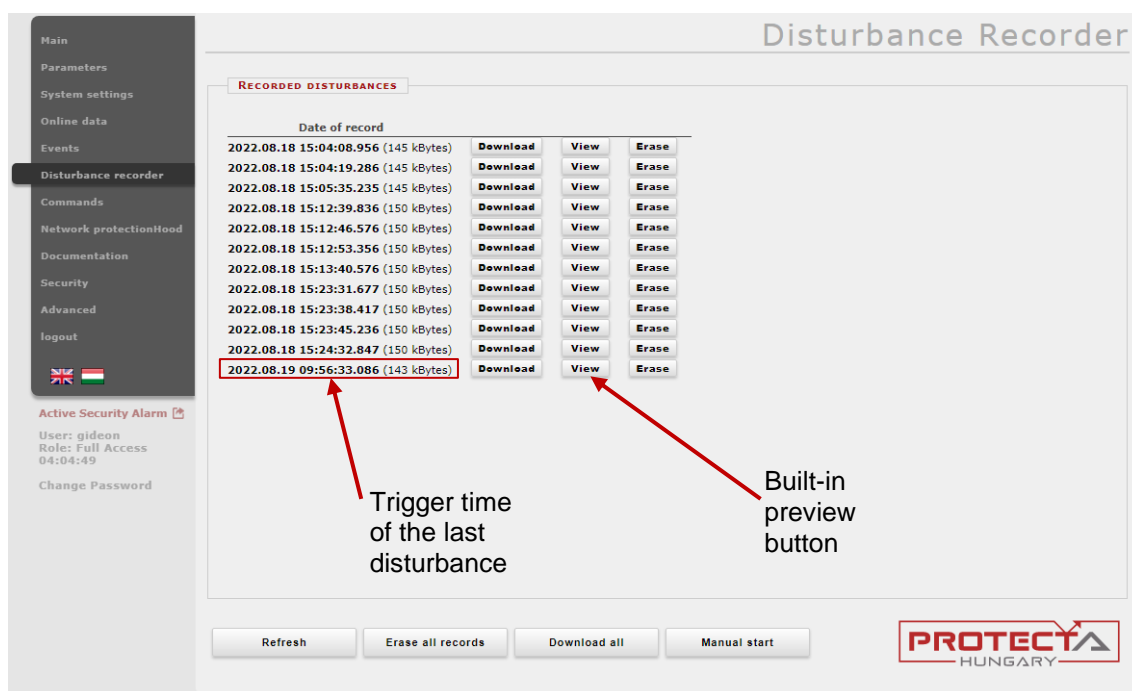 Disturbance Recorder
Main
Parameters
System settings
Online data
Events
Disturbance recorder
Commands
Network protectionHood
Documentation
Security
Advanced
logout
Active Security Alarm
User: gideon
Role: Full Access
04:04:49
Change Password
RECORDED DISTURBANCES
Date of record
2022.08.18 15:04:08.956 (145 kBytes) Download View Erase
2022.08.18 15:04:19.286 (145 kBytes) Download View Erase
2022.08.18 15:05:35.235 (145 kBytes) Download View Erase
2022.08.18 15:12:39.836 (150 kBytes) Download View Erase
2022.08.18 15:12:46.576 (150 kBytes) Download View Erase
2022.08.18 15:12:53.356 (150 kBytes) Download View Erase
2022.08.18 15:13:40.576 (150 kBytes) Download View Erase
2022.08.18 15:23:31.677 (150 kBytes) Download View Erase
2022.08.18 15:23:38.417 (150 kBytes) Download View Erase
2022.08.18 15:23:45.236 (150 kBytes) Download View Erase
2022.08.18 15:24:32.847 (150 kBytes) Download View Erase
2022.08.19 09:56:33.086 (143 kBytes) Download View Erase
Trigger time
of the last
disturbance
Built-in
preview
button
Refresh Erase all records Download all Manual start
PROTECTA
HUNGARY